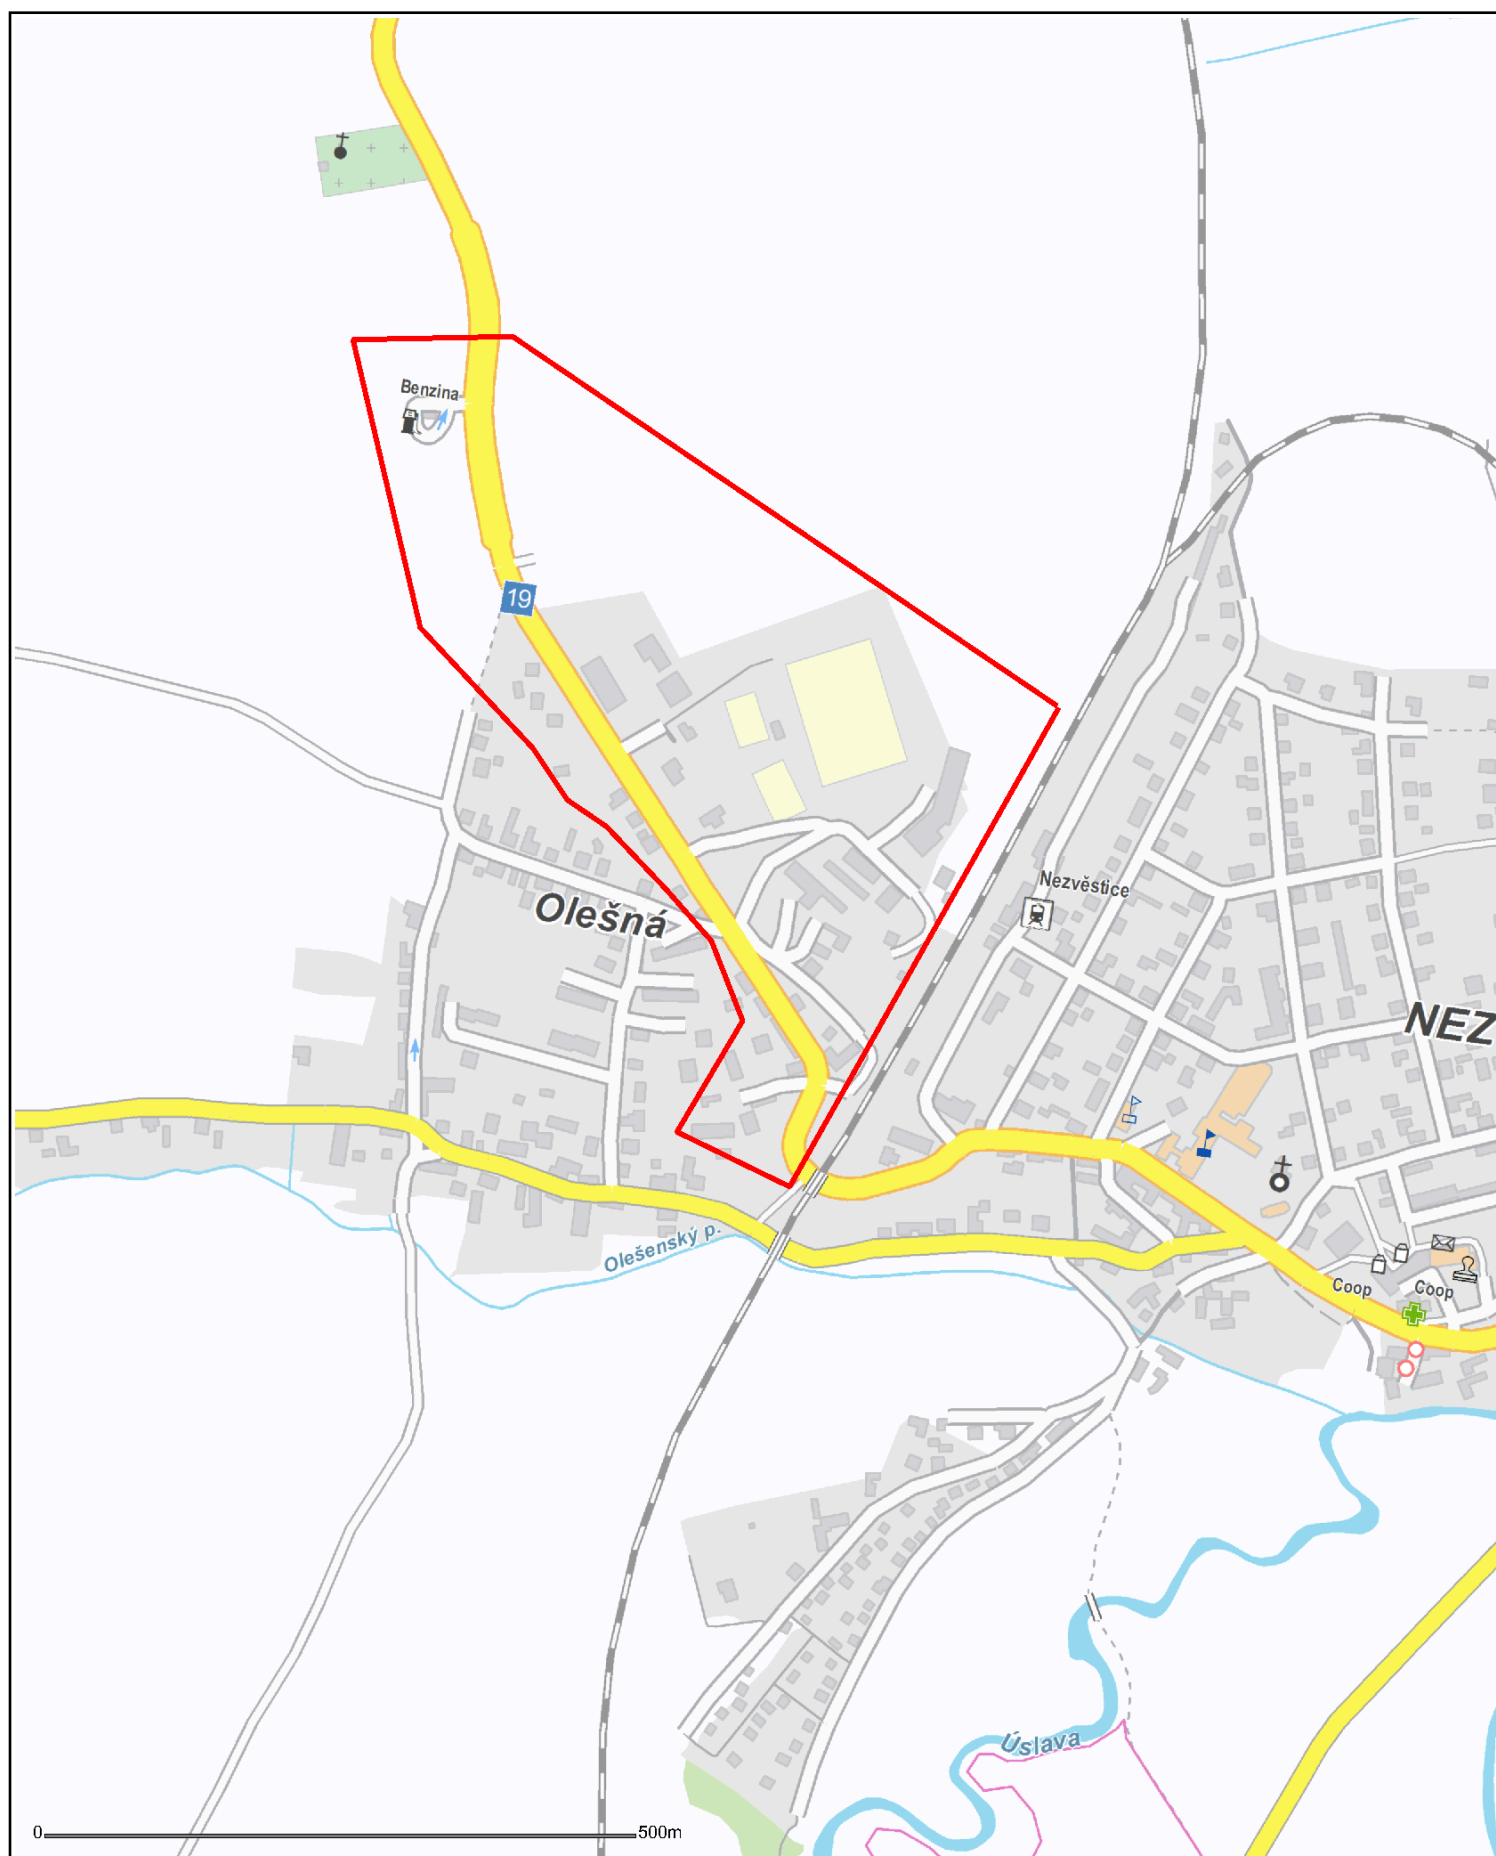 Benzina
19
Nezvěstice
Olešná
NEZ
Olešenský p.
Coop
Coop
Úslava
0
500m